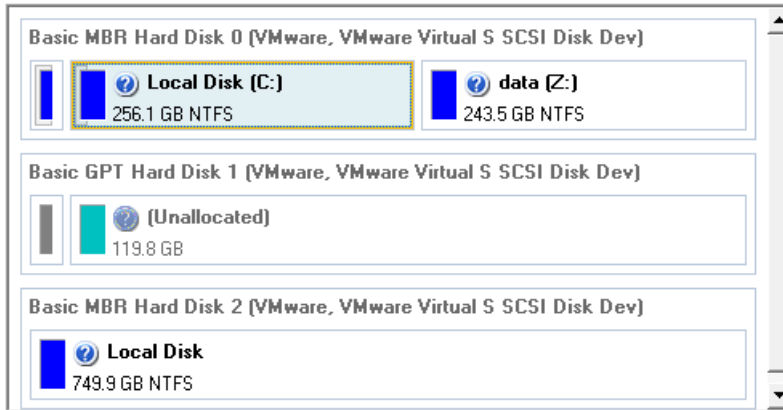 Basic MBR Hard Disk 0 (VMware, VMware Virtual S SCSI Disk Dev)
Local Disk (C:)
256.1 GB NTFS
data (Z:)
243.5 GB NTFS
Basic GPT Hard Disk 1 (VMware, VMware Virtual S SCSI Disk Dev)
(Unallocated)
119.8 GB
Basic MBR Hard Disk 2 (VMware, VMware Virtual S SCSI Disk Dev)
Local Disk
749.9 GB NTFS